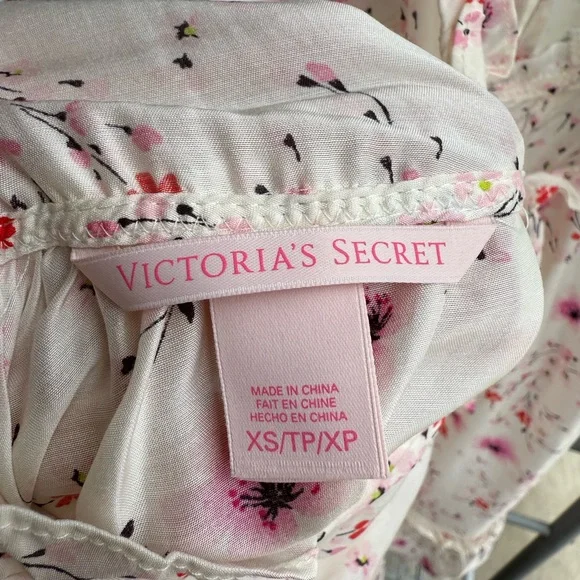 VICTORIA'S SECRET
MADE IN CHINA
FAIT EN CHINE
HECHO EN CHINA
XS/TP/XP